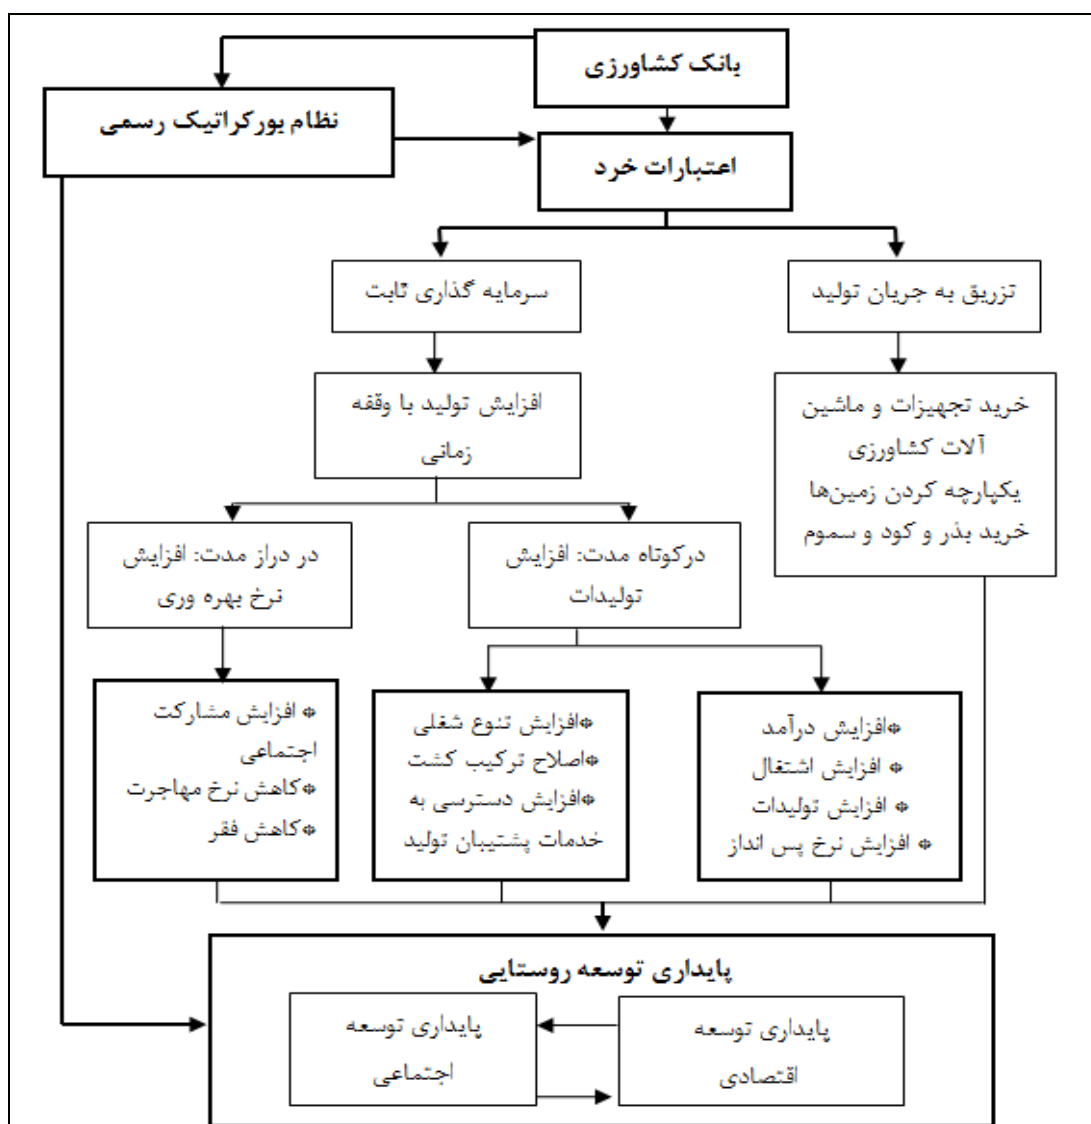 بانک کشاورزی
نظام بورکراتیک رسمی
اعتبارات خرد
تزریق به جریان تولید
سرمایه گذاری ثابت
خرید تجهیزات و ماشین
آلات کشاورزی
یکپارچه کردن زمین‌ها
خرید بذر و کود و سموم
افزایش تولید با وقفه
زمانی
درکوتاه مدت: افزایش
تولیدات
در دراز مدت: افزایش
نرخ بهره وری
*افزایش درآمد
* افزایش اشتغال
* افزایش تولیدات
* افزایش نرخ پس انداز
*افزایش تنوع شغلی
*اصلاح ترکیب کشت
*افزایش دسترسی به
خدمات پشتیبان تولید
* افزایش مشارکت
اجتماعی
*کاهش نرخ مهاجرت
*کاهش فقر
پایداری توسعه روستایی
پایداری توسعه
اقتصادی
پایداری توسعه
اجتماعی